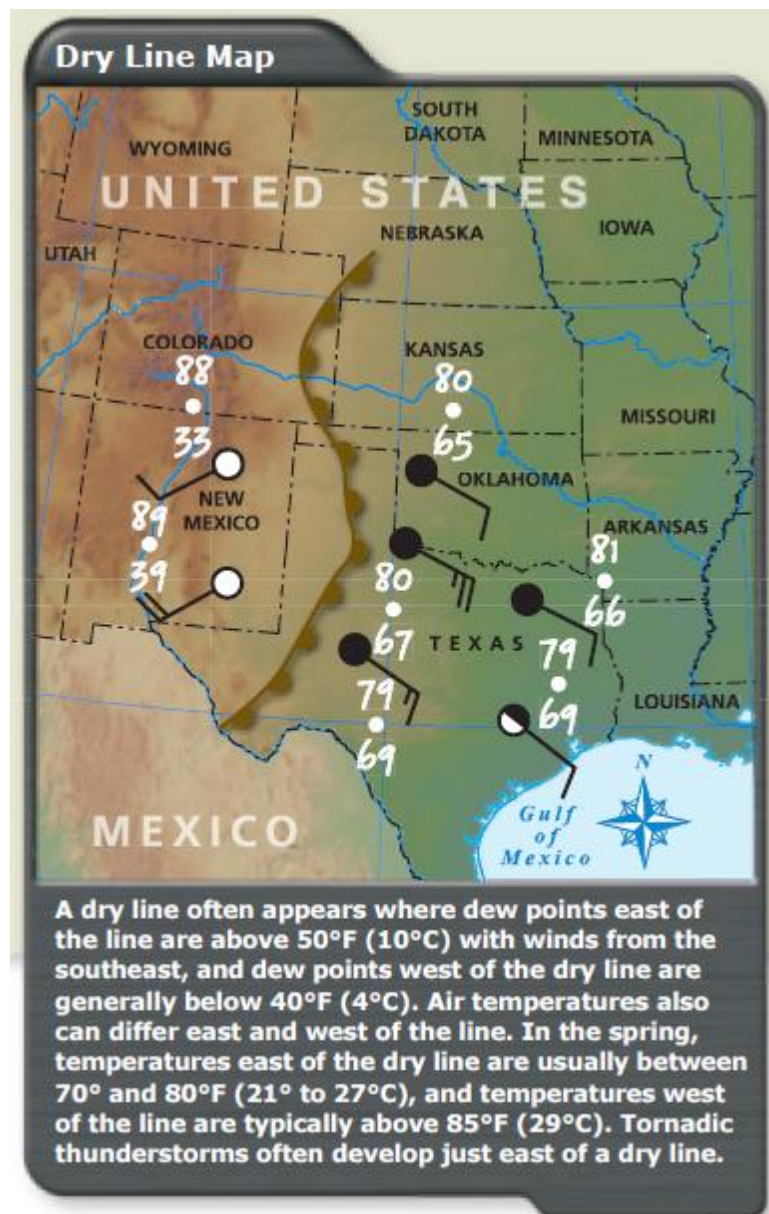 Dry Line Map
SOUTH
DAKOTA
MINNESOTA
WYOMING
UNITED STATES
IOWA
NEBRASKA
UTAH
COLORADO
KANSAS
88
80
MISSOURI
33
65
OKLAHOMA
NEW
MEXICO
89
ARKANSAS
39
81
80
66
67
TEXAS
79
79
69
LOUISIANA
69
N
Gulf
of
Mexico
MEXICO
A dry line often appears where dew points east of
the line are above 50°F (10°C) with winds from the
southeast, and dew points west of the dry line are
generally below 40°F (4°C). Air temperatures also
can differ east and west of the line. In the spring,
temperatures east of the dry line are usually between
70° and 80°F (21° to 27°C), and temperatures west
of the line are typically above 85°F (29°C). Tornadic
thunderstorms often develop just east of a dry line.